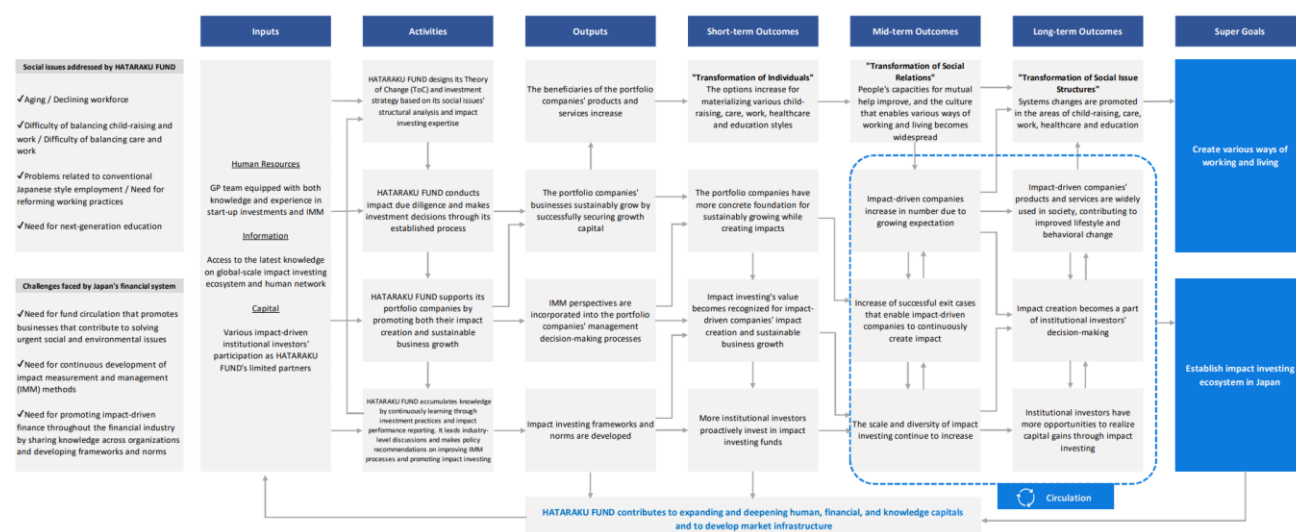 Inputs
Activities
Outputs
Short-term Outcomes
Mid-term Outcomes
Long-term Outcomes
Super Goals
Social issues addressed by HATARAKU FUND
✓Aging / Declining workforce
✓Difficulty of balancing child-raising and
work / Difficulty of balancing care and
work
✓Problems related to conventional
Japanese style employment / Need for
reforming working practices
✓Need for next-generation education
Challenges faced by Japan's financial system
✓Need for fund circulation that promotes
businesses that contribute to solving
urgent social and environmental issues
✓Need for continuous development of
impact measurement and management
(IMM) methods
✓Need for promoting impact-driven
finance throughout the financial industry
by sharing knowledge across organizations
and developing frameworks and norms
Human Resources
GP team equipped with both
knowledge and experience in
start-up investments and IMM
Information
Access to the latest knowledge
on global-scale impact investing
ecosystem and human network
Capital
Various impact-driven
institutional investors'
participation as HATARAKU
FUND's limited partners
HATARAKU FUND designs its Theory
of Change (ToC) and investment
strategy based on its social issues'
structural analysis and impact
investing expertise
HATARAKU FUND conducts
impact due diligence and makes
investment decisions through its
established process
HATARAKU FUND supports its
portfolio companies by
promoting both their impact
creation and sustainable
business growth
HATARAKU FUND accumulates knowledge
by continuously learning through
investment practices and impact
performance reporting. It leads industry-
level discussions and makes policy
recommendations on improving IMM
processes and promoting impact investing
The beneficiaries of the portfolio
companies' products and
services increase
The portfolio companies'
businesses sustainably grow by
successfully securing growth
capital
IMM perspectives are
incorporated into the portfolio
companies' management
decision-making processes
Impact investing frameworks and
norms are developed
"Transformation of Individuals"
The options increase for
materializing various child-
raising, care, work, healthcare
and education styles
The portfolio companies have
more concrete foundation for
sustainably growing while
creating impacts
Impact investing's value
becomes recognized for impact-
driven companies' impact
creation and sustainable
business growth
More institutional investors
proactively invest in impact
investing funds
"Transformation of Social
Relations"
People's capacities for mutual
help improve, and the culture
that enables various ways of
working and living becomes
widespread
Impact-driven companies
increase in number due to
growing expectation
Increase of successful exit cases
that enable impact-driven
companies to continuously
create impact
The scale and diversity of impact
investing continue to increase
"Transformation of Social Issue
Structures"
Systems changes are promoted
in the areas of child-raising, care,
work, healthcare and education
Impact-driven companies'
products and services are widely
used in society, contributing to
improved lifestyle and
behavioral change
Impact creation becomes a part
of institutional investors'
decision-making
Institutional investors have
more opportunities to realize
capital gains through impact
investing
Create various ways of
working and living
Establish impact investing
ecosystem in Japan
Circulation
HATARAKU FUND contributes to expanding and deepening human, financial, and knowledge capitals
and to develop market infrastructure